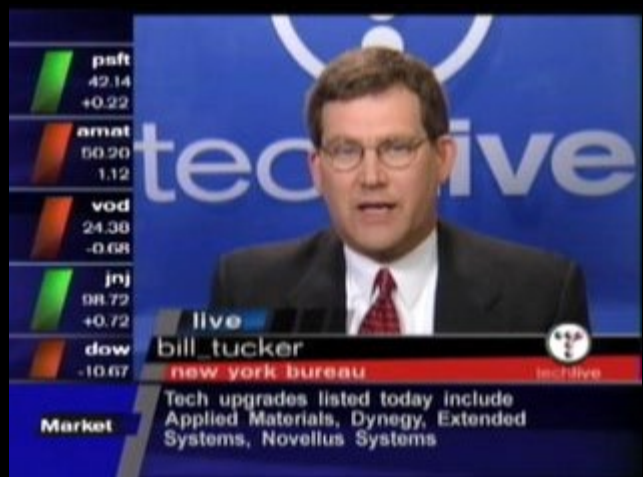 psft
42.14
+0.22
amat
50.20
1.12
vod
24.38
-0.68
jnj
98.72
+0.72
dow
-10.67
tec live
live
bill_tucker
new york bureau
techlive
Market
Tech upgrades listed today include
Applied Materials, Dynegy, Extended
Systems, Novellus Systems